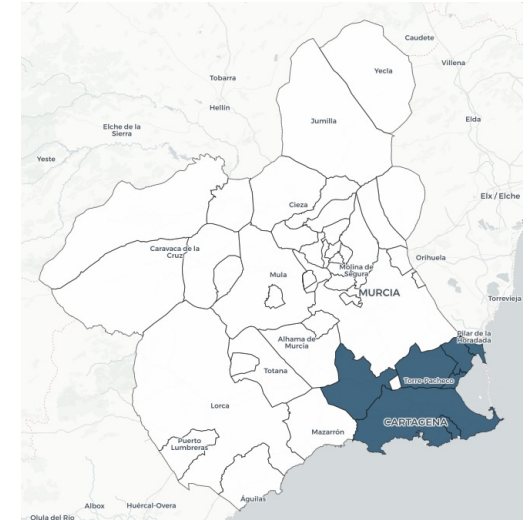 Caudete
Villena
Yecla
Tobarra
Hellín
Jumilla
Elda
Elche de la
Sierra
Yeste
Elx / Elche
Cieza
Caravaca de la
Cruz
Mula
Molina de
Segura
Orihuela
MURCIA
Torrevieja
Pilar de la
Horadada
Alhama de
Murcia
Totana
Torre-Pacheco
Lorca
CARTAGENA
Mazarrón
Puerto
Lumbreras
Águilas
Albox
Huércal-Overa
Olula del Río